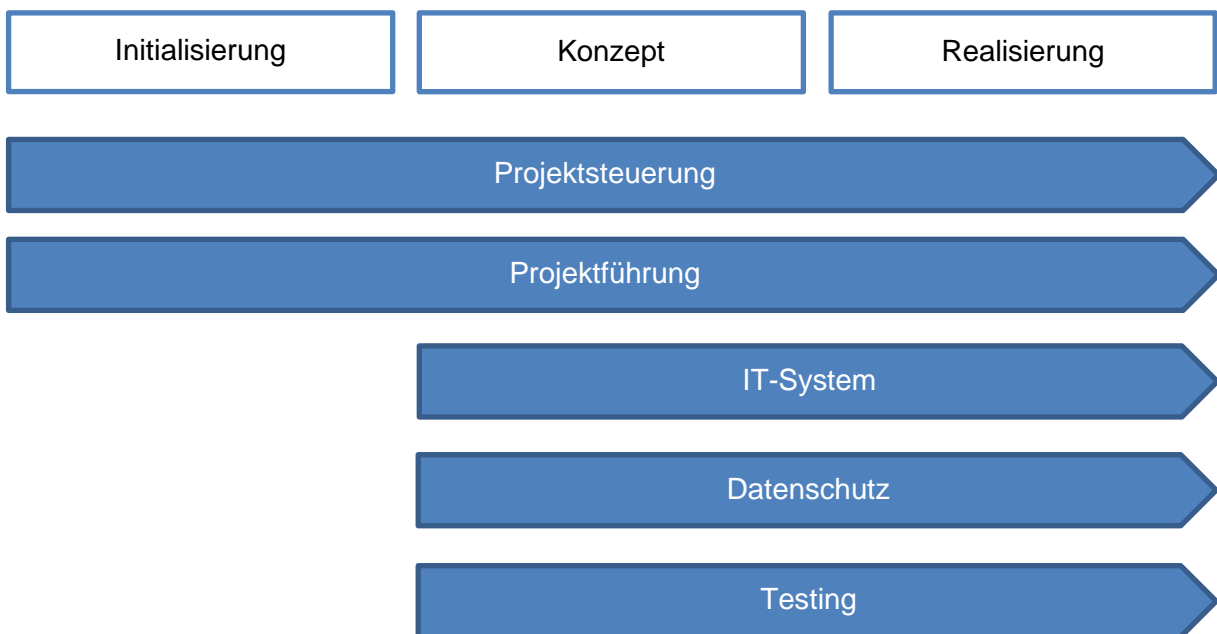 Initialisierung
Konzept
Realisierung
Projektsteuerung
Projektführung
IT-System
Datenschutz
Testing